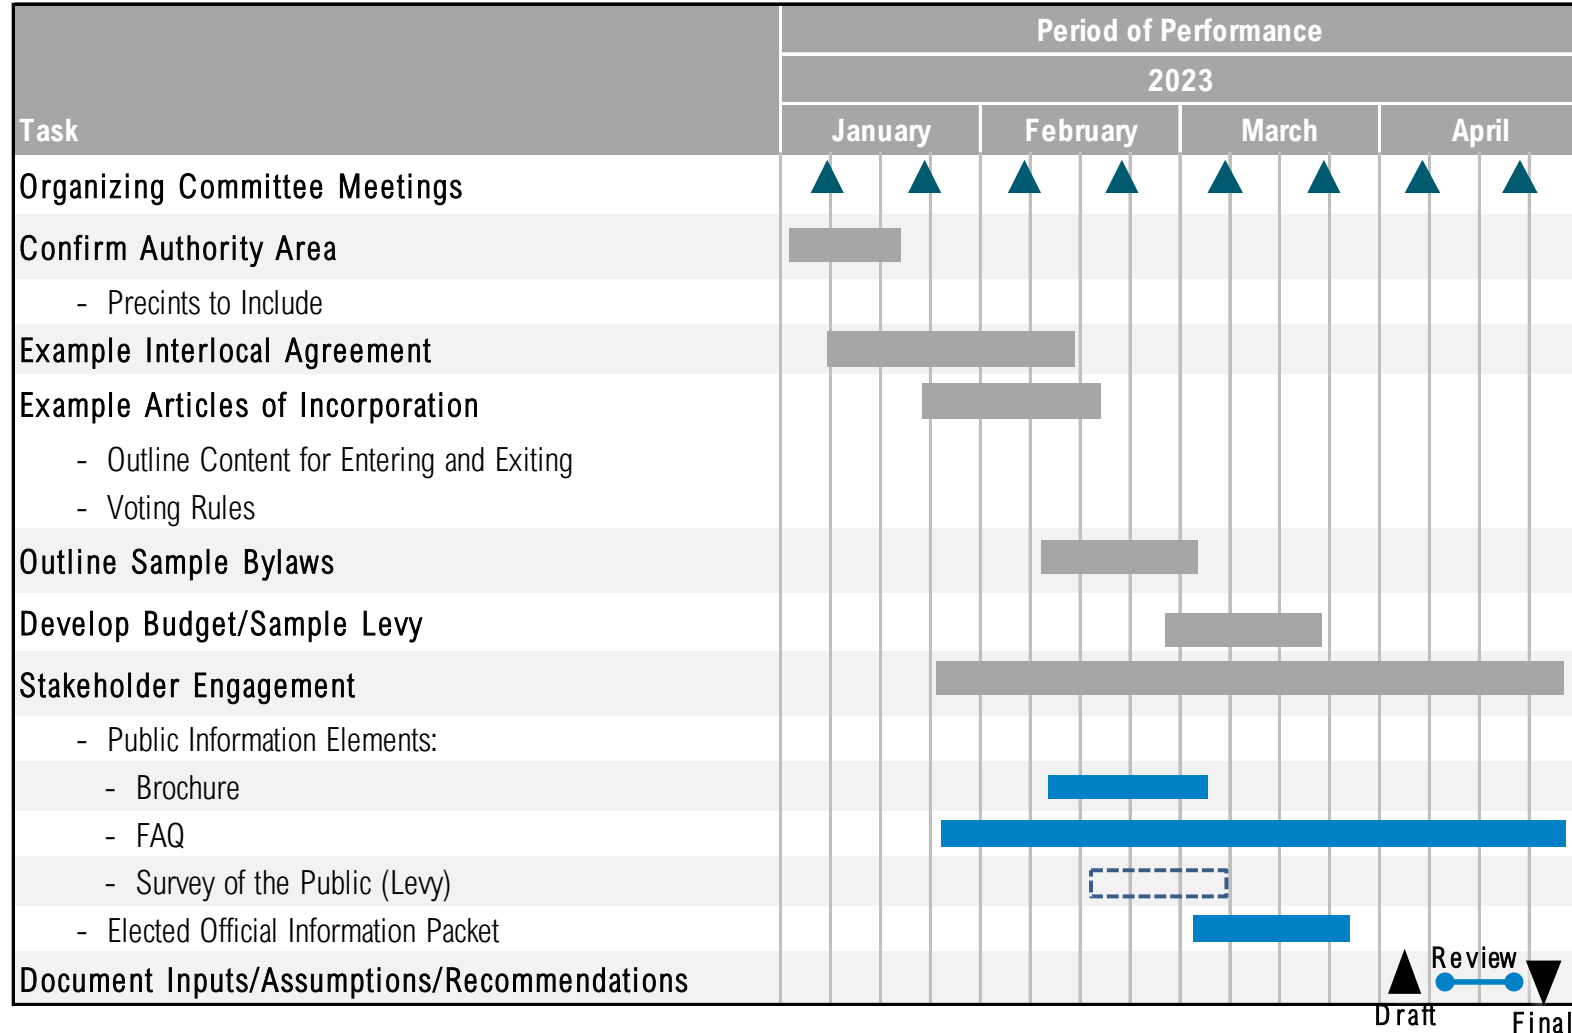 Period of Performance
2023
Task
January February March April
Organizing Committee Meetings
Confirm Authority Area
- Precints to Include
Example Interlocal Agreement
Example Articles of Incorporation
- Outline Content for Entering and Exiting
- Voting Rules
Outline Sample Bylaws
Develop Budget/Sample Levy
Stakeholder Engagement
- Public Information Elements:
- Brochure
- FAQ
- Survey of the Public (Levy)
- Elected Official Information Packet
Review
Document Inputs/Assumptions/Recommendations
Draft
Final